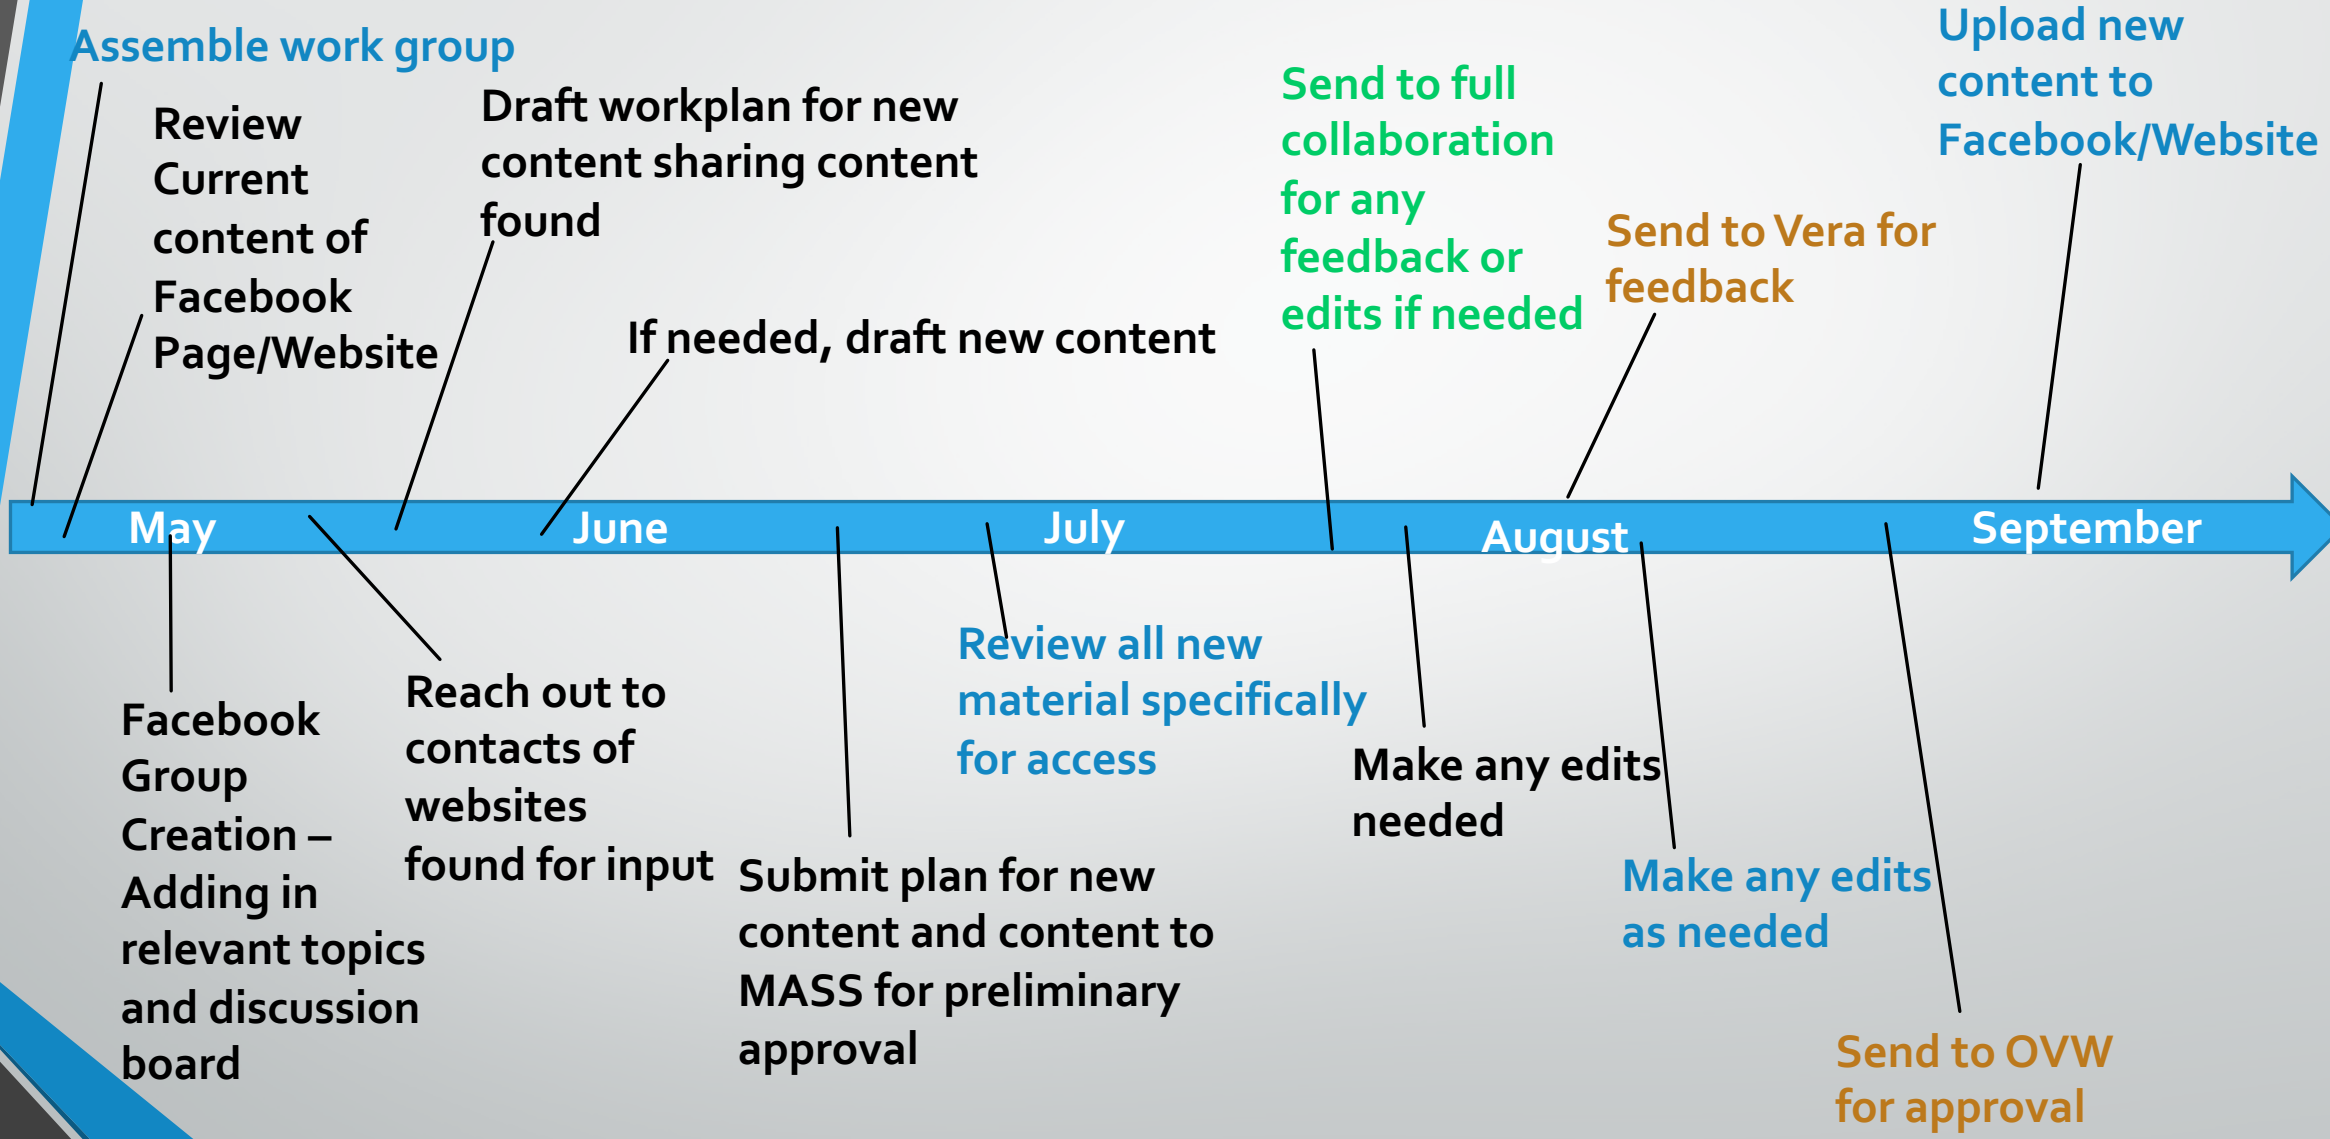 Assemble work group
Review
Current
content of
Facebook
Page/Website
Draft workplan for new
content sharing content
found
If needed, draft new content
Send to full
collaboration
for any
feedback or
edits if needed
Send to Vera for
feedback
Upload new
content to
Facebook/Website
May
June
July
August
September
Facebook
Group
Creation –
Adding in
relevant topics
and discussion
board
Reach out to
contacts of
websites
found for input
Submit plan for new
content and content to
MASS for preliminary
approval
Review all new
material specifically
for access
Make any edits
needed
Make any edits
as needed
Send to OVW
for approval